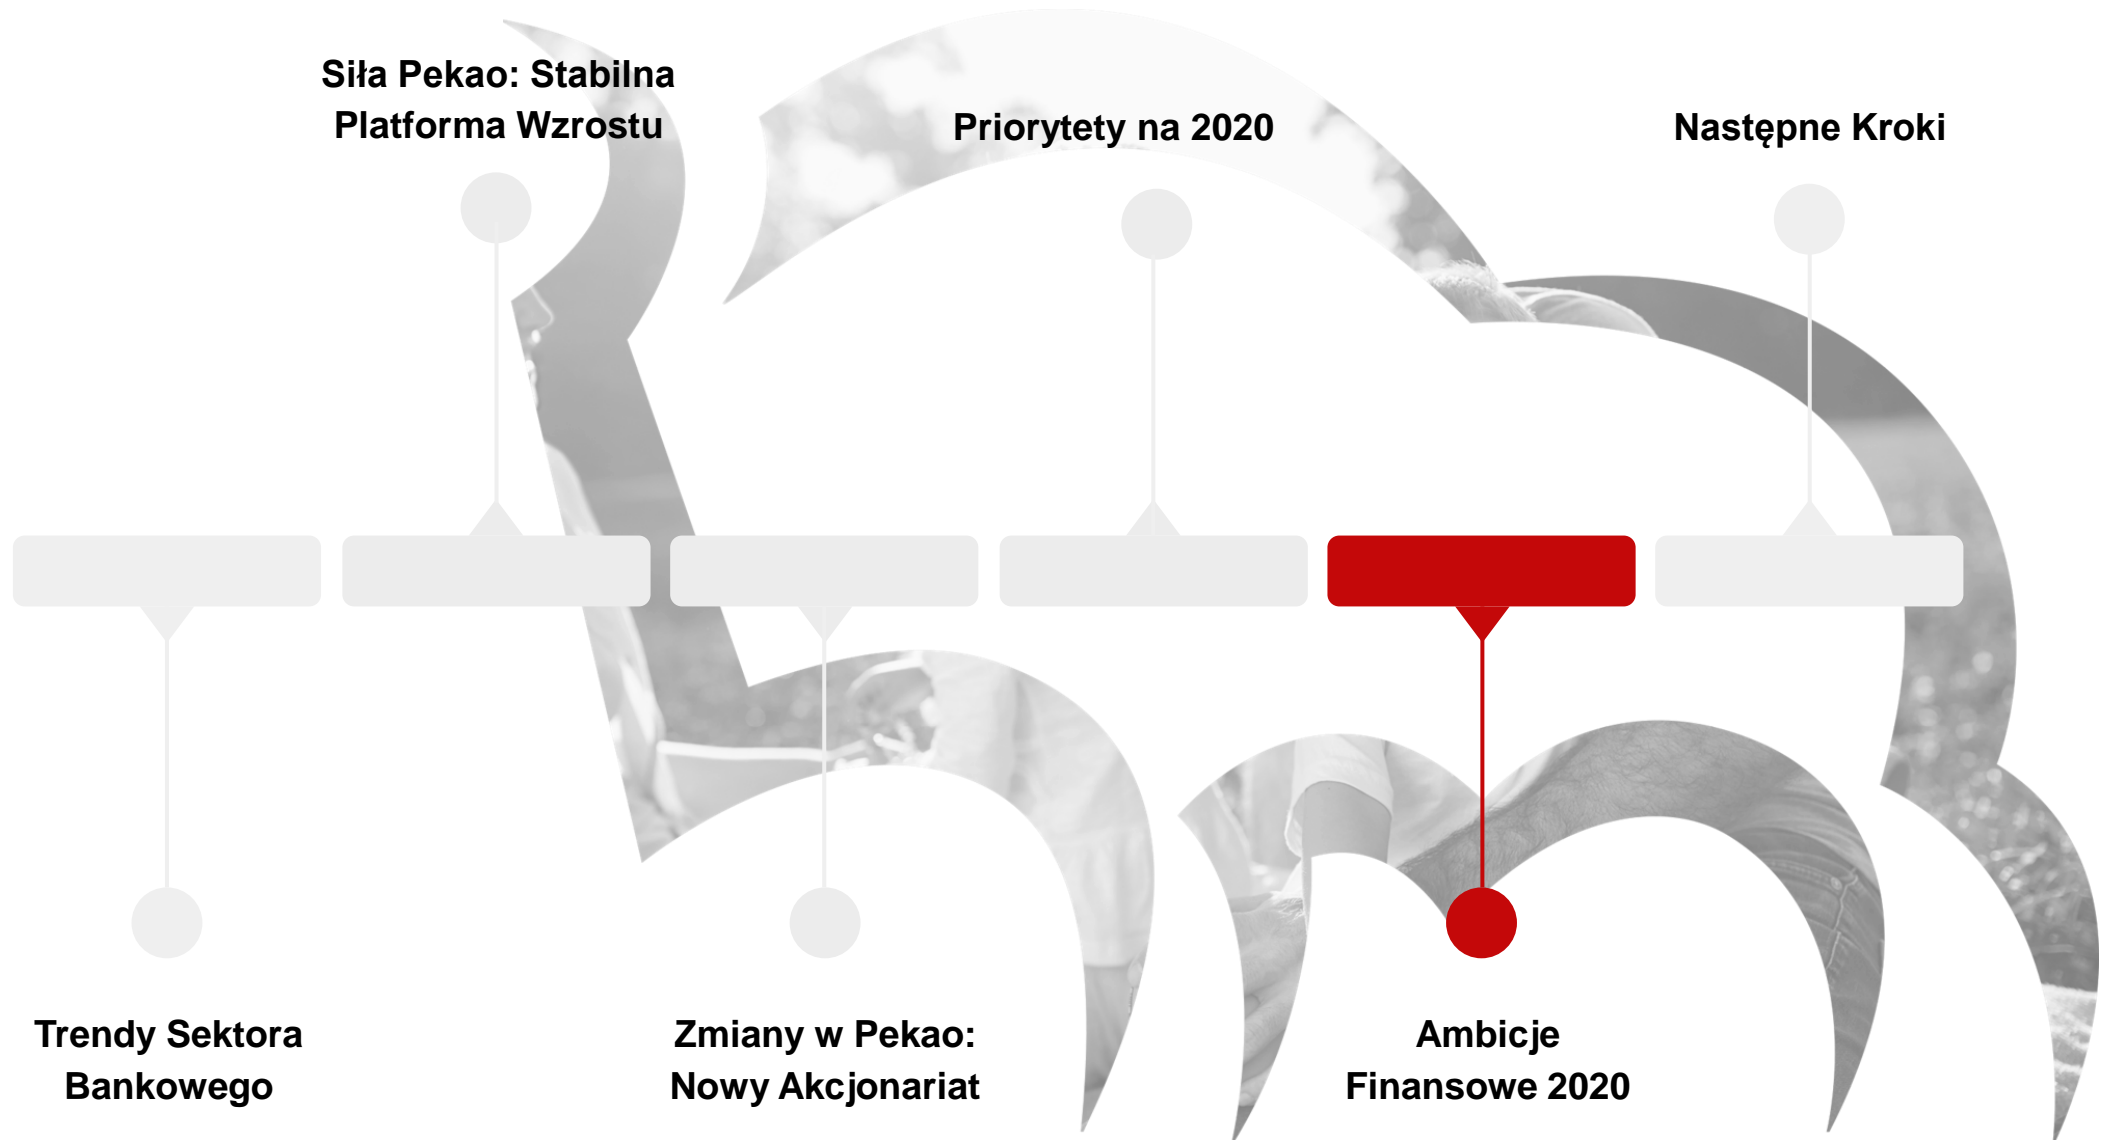 Siła Pekao: Stabilna
Platforma Wzrostu
Priorytety na 2020
Następne Kroki
Trendy Sektora
Bankowego
Zmiany w Pekao:
Nowy Akcjonariat
Ambicje
Finansowe 2020